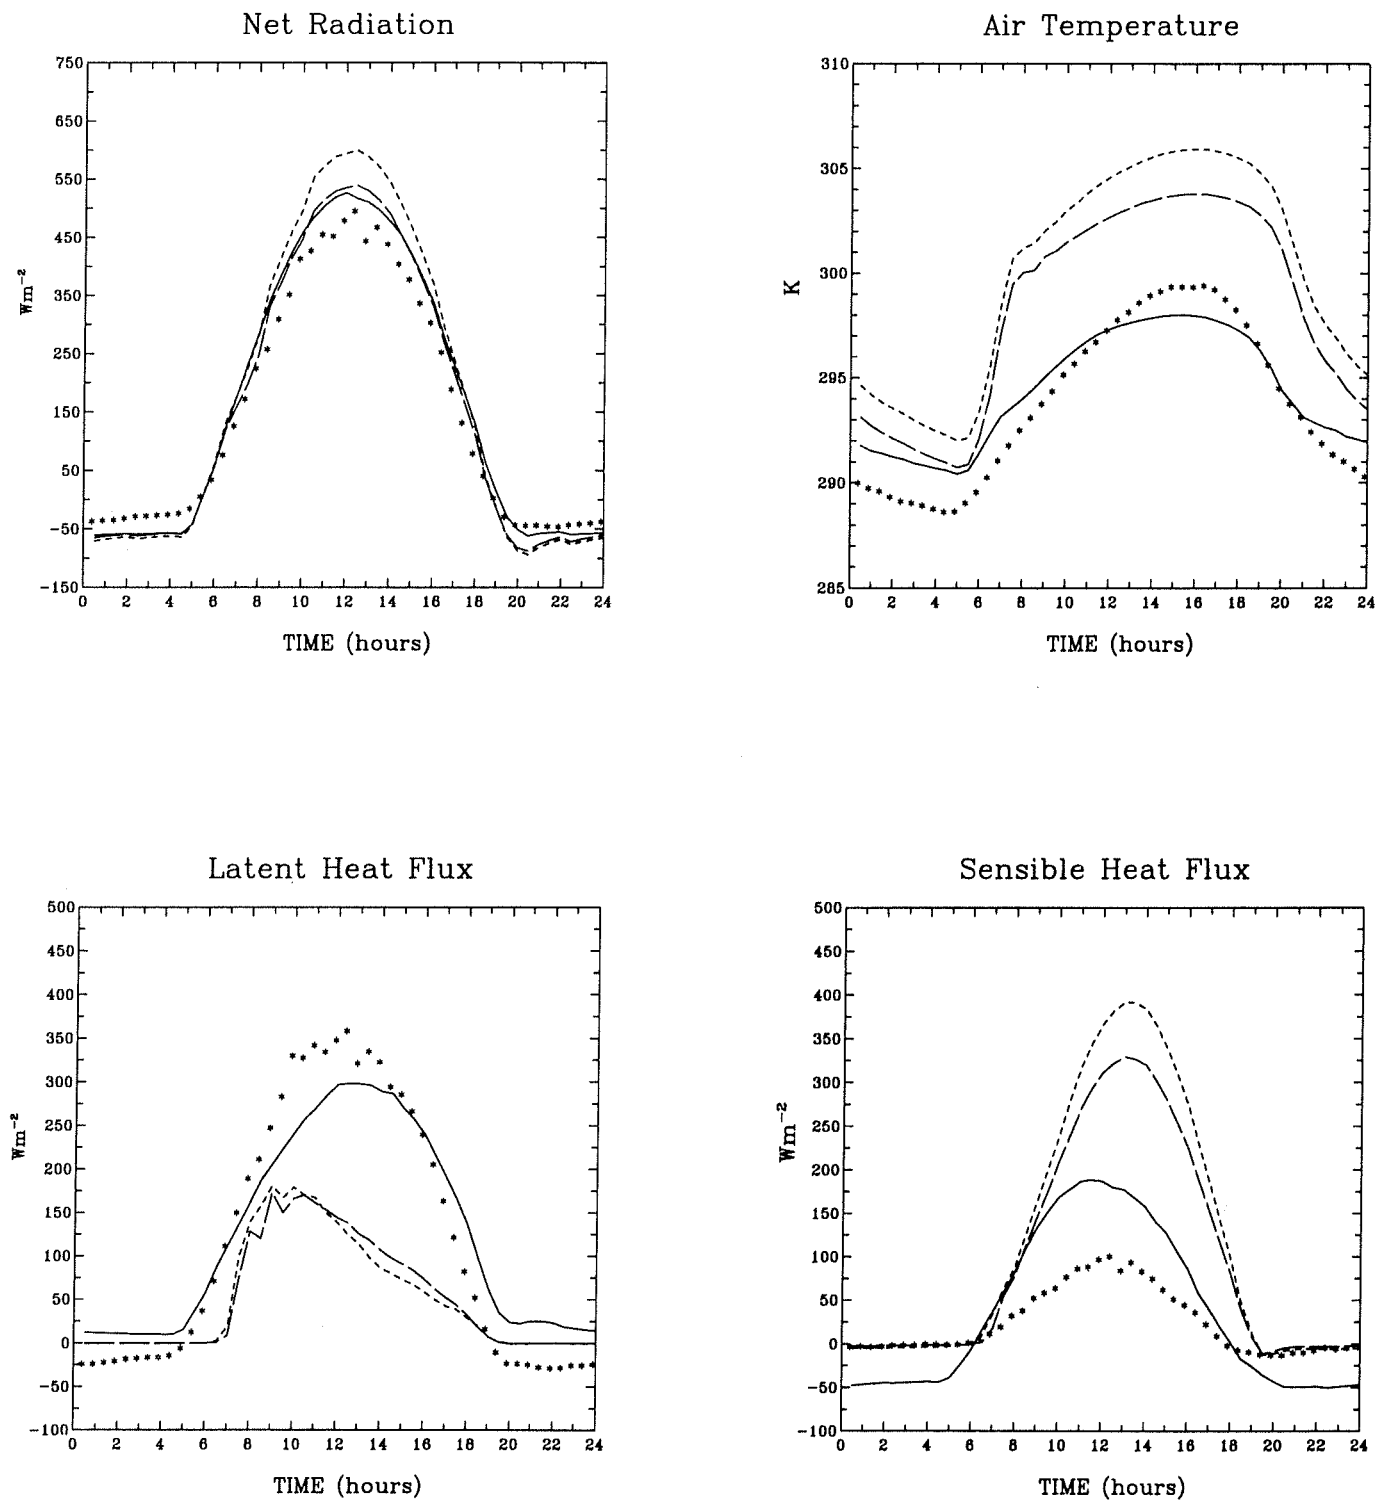 Net Radiation
750
650
550
450
350
250
150
50
-50
-150
Wm-2
0 2 4 6 8 10 12 14 16 18 20 22 24
TIME (hours)
Air Temperature
310
305
300
295
290
285
K
0 2 4 6 8 10 12 14 16 18 20 22 24
TIME (hours)
Latent Heat Flux
500
450
400
350
300
250
200
150
100
50
0
-50
-100
Wm-2
0 2 4 6 8 10 12 14 16 18 20 22 24
TIME (hours)
Sensible Heat Flux
500
450
400
350
300
250
200
150
100
50
0
-50
-100
Wm-2
0 2 4 6 8 10 12 14 16 18 20 22 24
TIME (hours)